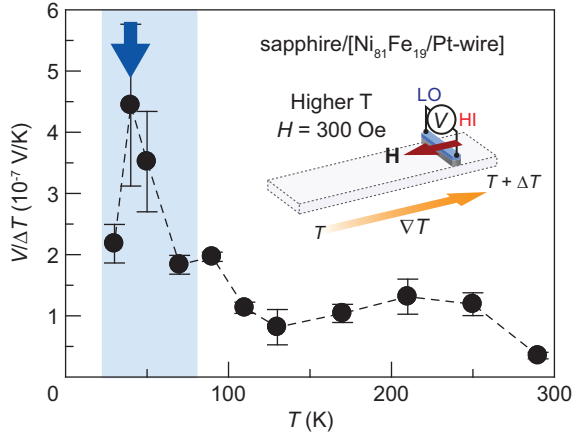 6
5
4
3
2
1
0
100
200
300
V/ΔT (10⁻⁷ V/K)
T (K)
sapphire/[Ni₈₁Fe₁₉/Pt-wire]
Higher T
H = 300 Oe
LO
V
HI
H
T + ΔT
T
∇T